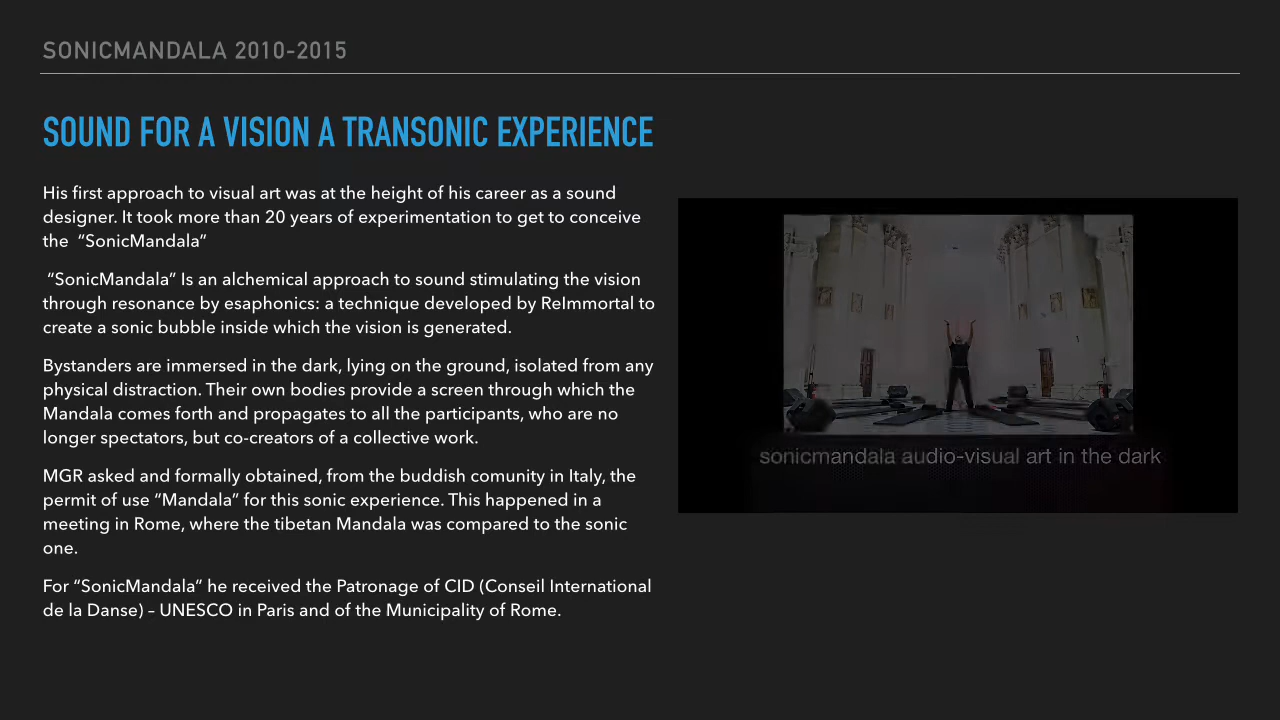 SONICMANDALA 2010-2015
SOUND FOR A VISION A TRANSONIC EXPERIENCE
His first approach to visual art was at the height of his career as a sound
designer. It took more than 20 years of experimentation to get to conceive
the “SonicMandala”
“SonicMandala” Is an alchemical approach to sound stimulating the vision
through resonance by esaphonics: a technique developed by ReImmortal to
create a sonic bubble inside which the vision is generated.
Bystanders are immersed in the dark, lying on the ground, isolated from any
physical distraction. Their own bodies provide a screen through which the
Mandala comes forth and propagates to all the participants, who are no
longer spectators, but co-creators of a collective work.
MGR asked and formally obtained, from the buddish comunity in Italy, the
permit of use “Mandala” for this sonic experience. This happened in a
meeting in Rome, where the tibetan Mandala was compared to the sonic
one.
For “SonicMandala” he received the Patronage of CID (Conseil International
de la Danse) – UNESCO in Paris and of the Municipality of Rome.
sonicmandala audio-visual art in the dark